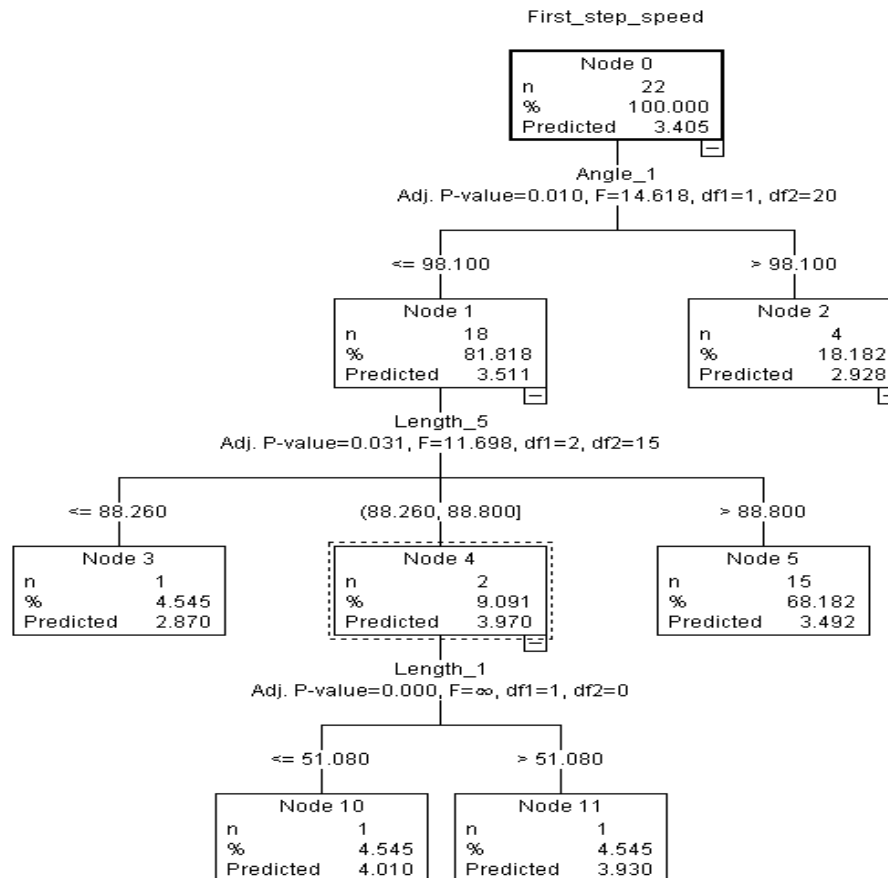 First_step_speed
Node 0
n 22
% 100.000
Predicted 3.405
Angle_1
Adj. P-value=0.010, F=14.618, df1=1, df2=20
<= 98.100
> 98.100
Node 1
n 18
% 81.818
Predicted 3.511
Node 2
n 4
% 18.182
Predicted 2.928
Length_5
Adj. P-value=0.031, F=11.698, df1=2, df2=15
<= 88.260
(88.260, 88.800]
> 88.800
Node 3
n 1
% 4.545
Predicted 2.870
Node 4
n 2
% 9.091
Predicted 3.970
Node 5
n 15
% 68.182
Predicted 3.492
Length_1
Adj. P-value=0.000, F=∞, df1=1, df2=0
<= 51.080
> 51.080
Node 10
n 1
% 4.545
Predicted 4.010
Node 11
n 1
% 4.545
Predicted 3.930